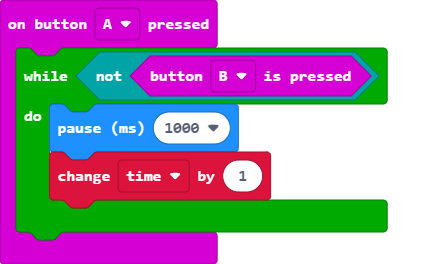 on button A pressed
while not button B is pressed
do
pause (ms) 1000
change time by 1